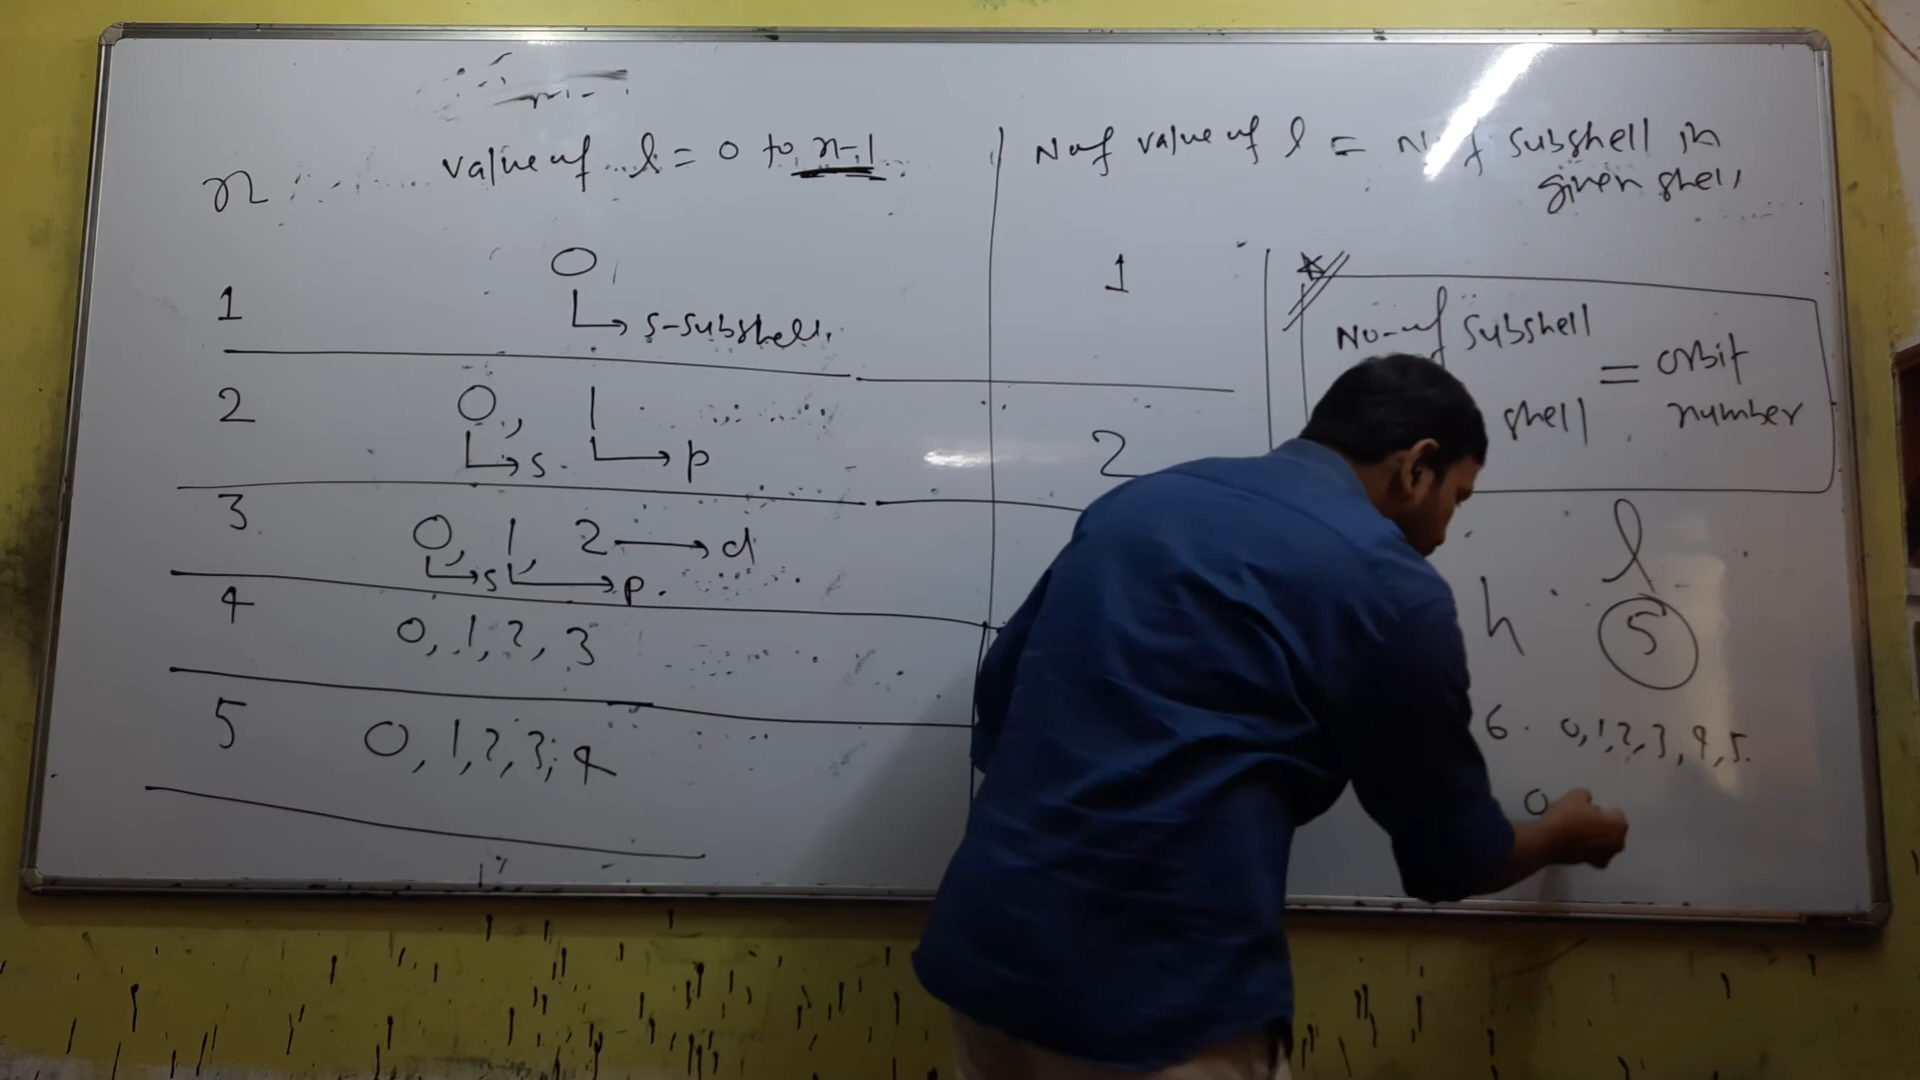 n value of l = 0 to n-1 No of value of l = No of subshell in
given shell
1 0, 1
s-subshell.
2 0, 1 2
s. p
3 0, 1, 2 → d
s p.
4 0, 1, 2, 3
5 0, 1, 2, 3, 4
No-of subshell
= orbit
shell number
l
h 5
6. 0,1,2,3,4,5.
0